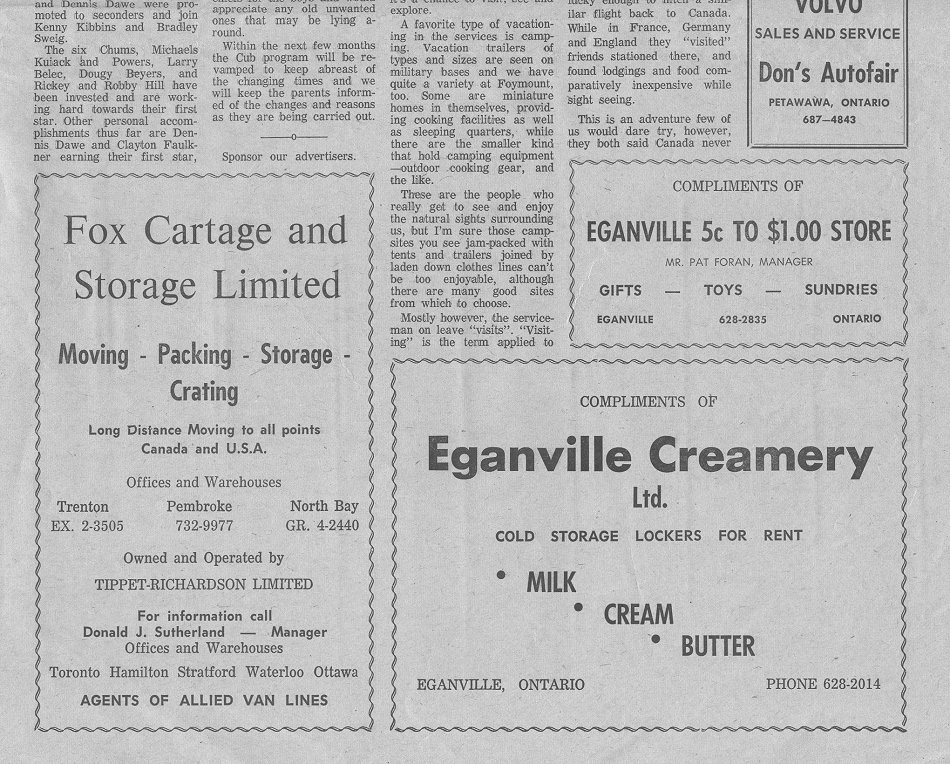 and Dennis Dawe were pro-
moted to seconders and join
Kenny Kibbins and Bradley
Sweig.
The six Chums, Michaels
Kuiack and Powers, Larry
Belec, Dougy Beyers, and
Rickey and Robby Hill have
been invested and are work-
ing hard towards their first
star. Other personal accom-
plishments thus far are Den-
nis Dawe and Clayton Faulk-
ner earning their first star,
appreciate any old unwanted
ones that may be lying a-
round.
Within the next few months
the Cub program will be re-
vamped to keep abreast of
the changing times and we
will keep the parents inform-
ed of the changes and reasons
as they are being carried out.
—o—
Sponsor our advertisers.
explore.
A favorite type of vacation-
ing in the services is camp-
ing. Vacation trailers of
types and sizes are seen on
military bases and we have
quite a variety at Foymount,
too. Some are miniature
homes in themselves, provid-
ing cooking facilities as well
as sleeping quarters, while
there are the smaller kind
that hold camping equipment
—outdoor cooking gear, and
the like.
These are the people who
really get to see and enjoy
the natural sights surrounding
us, but I'm sure those camp-
sites you see jam-packed with
tents and trailers joined by
laden down clothes lines can't
be too enjoyable, although
there are many good sites
from which to choose.
Mostly however, the service-
man on leave "visits". "Visit-
ing" is the term applied to
ilar flight back to Canada.
While in France, Germany
and England they "visited"
friends stationed there, and
found lodgings and food com-
paratively inexpensive while
sight seeing.
This is an adventure few of
us would dare try, however,
they both said Canada never
VOLVO
SALES AND SERVICE
Don's Autofair
PETAWAWA, ONTARIO
687—4843
COMPLIMENTS OF
EGANVILLE 5c TO $1.00 STORE
MR. PAT FORAN, MANAGER
GIFTS — TOYS — SUNDRIES
EGANVILLE 628-2835 ONTARIO
Fox Cartage and
Storage Limited
Moving - Packing - Storage -
Crating
Long Distance Moving to all points
Canada and U.S.A.
Offices and Warehouses
Trenton Pembroke North Bay
EX. 2-3505 732-9977 GR. 4-2440
Owned and Operated by
TIPPET-RICHARDSON LIMITED
For information call
Donald J. Sutherland — Manager
Offices and Warehouses
Toronto Hamilton Stratford Waterloo Ottawa
AGENTS OF ALLIED VAN LINES
COMPLIMENTS OF
Eganville Creamery
Ltd.
COLD STORAGE LOCKERS FOR RENT
• MILK
• CREAM
• BUTTER
EGANVILLE, ONTARIO PHONE 628-2014